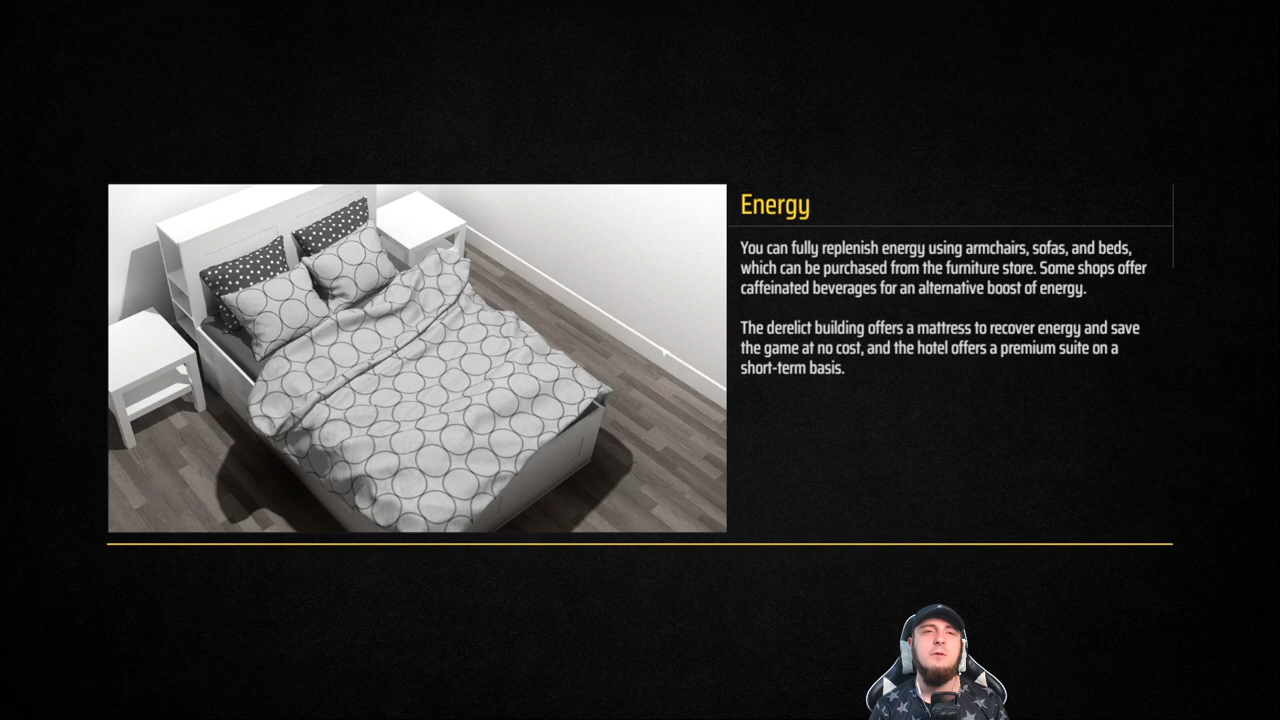 Energy
You can fully replenish energy using armchairs, sofas, and beds,
which can be purchased from the furniture store. Some shops offer
caffeinated beverages for an alternative boost of energy.
The derelict building offers a mattress to recover energy and save
the game at no cost, and the hotel offers a premium suite on a
short-term basis.